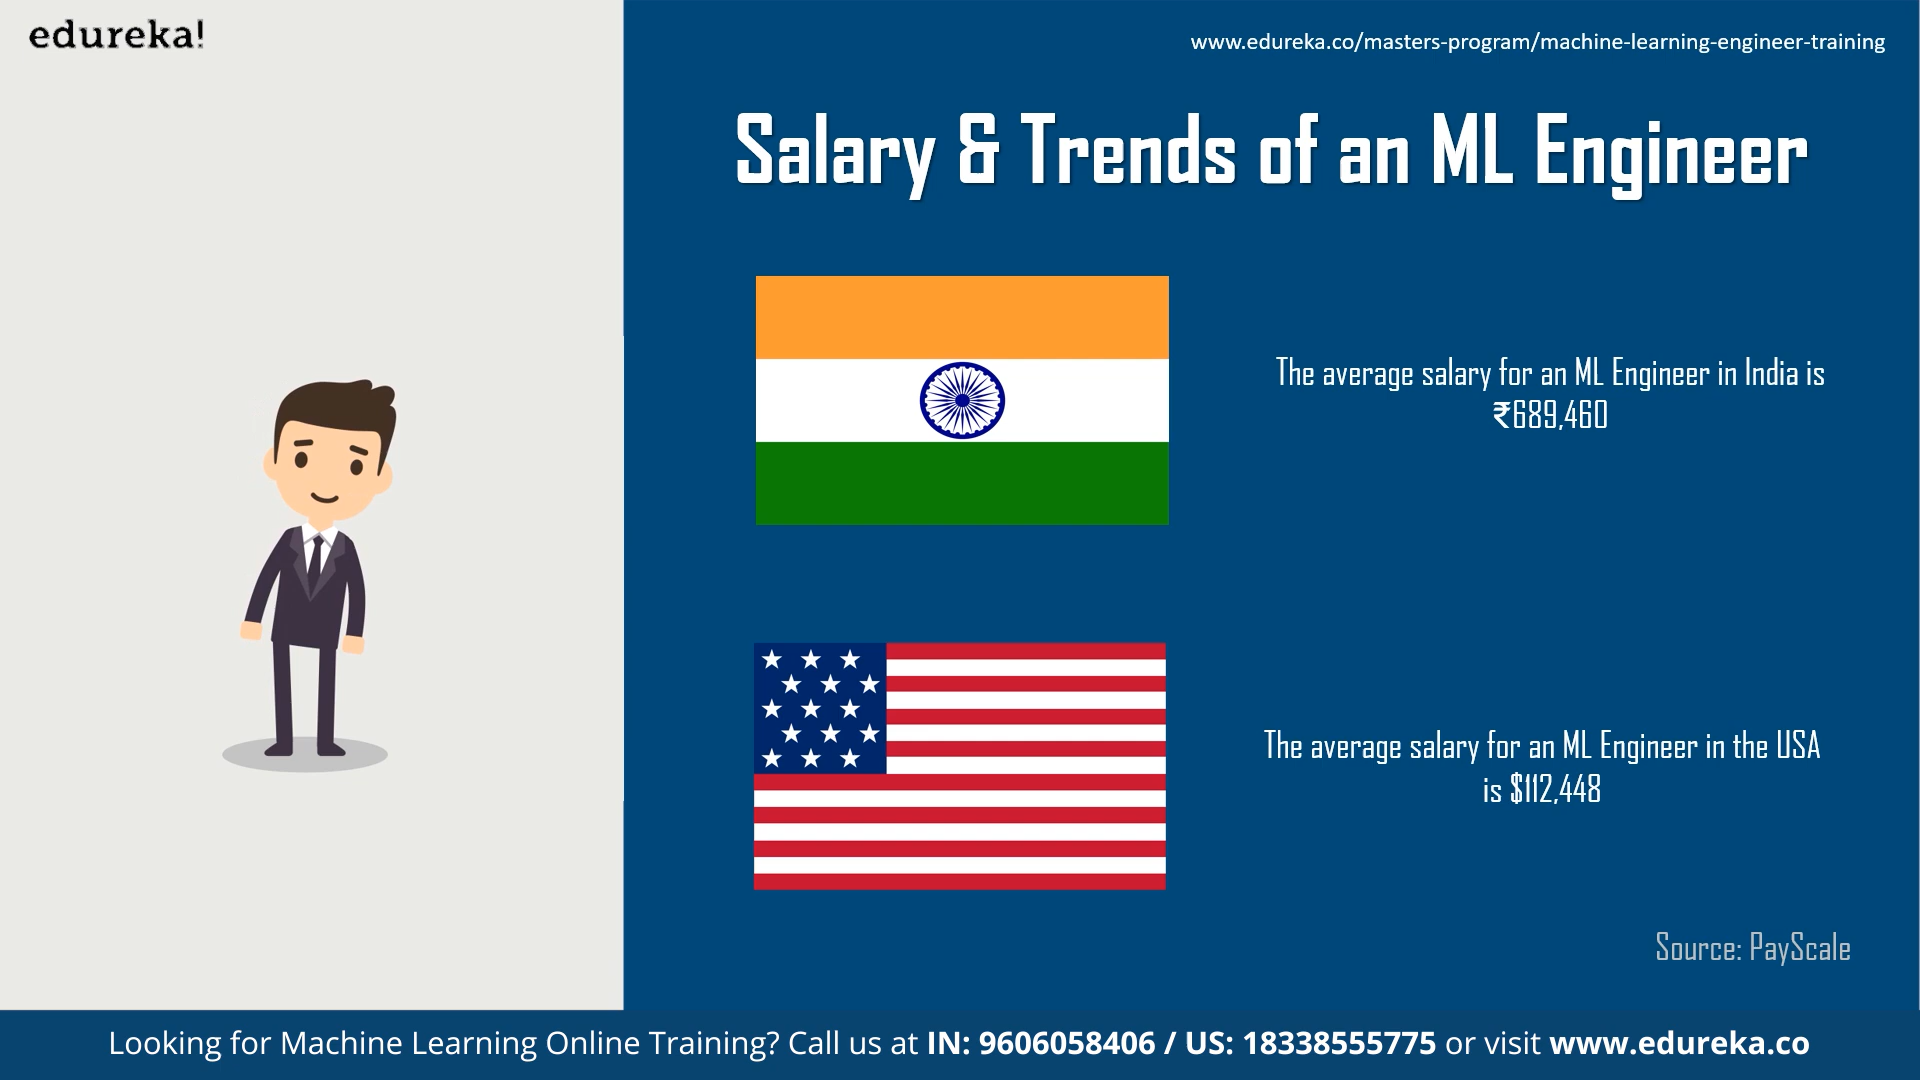 edureka!
www.edureka.co/masters-program/machine-learning-engineer-training
Salary & Trends of an ML Engineer
The average salary for an ML Engineer in India is
₹689,460
The average salary for an ML Engineer in the USA
is $112,448
Source: PayScale
Looking for Machine Learning Online Training? Call us at IN: 9606058406 / US: 18338555775 or visit www.edureka.co